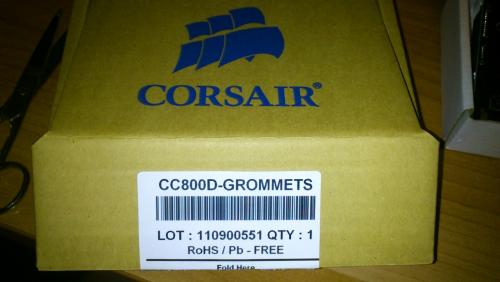 CORSAIR®
CC800D-GROMMETS
LOT : 110900551 QTY : 1
RoHS / Pb - FREE
Fold Here